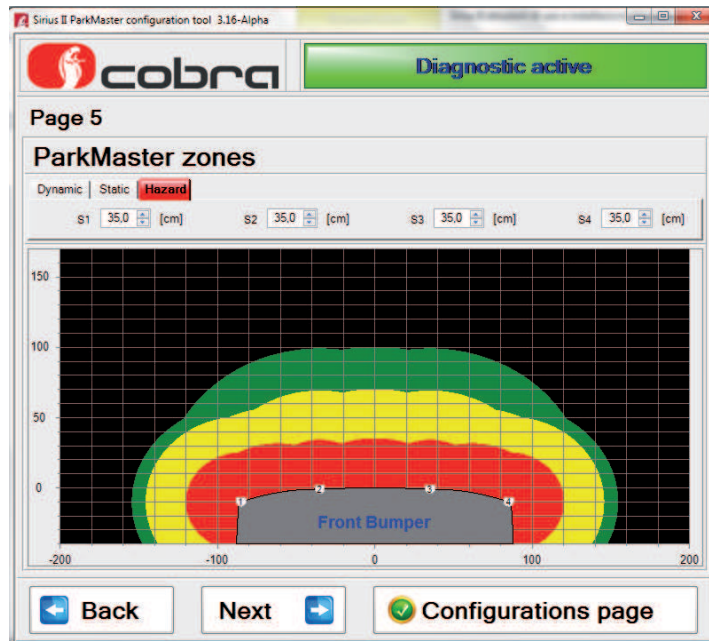 Sirius II ParkMaster configuration tool 3.16-Alpha
cobra
Diagnostic active
Page 5
ParkMaster zones
Dynamic Static Hazard
S1 35,0 [cm] S2 35,0 [cm] S3 35,0 [cm] S4 35,0 [cm]
150
100
50
0
1 2 3 4
Front Bumper
-200 -100 0 100 200
Back Next Configurations page